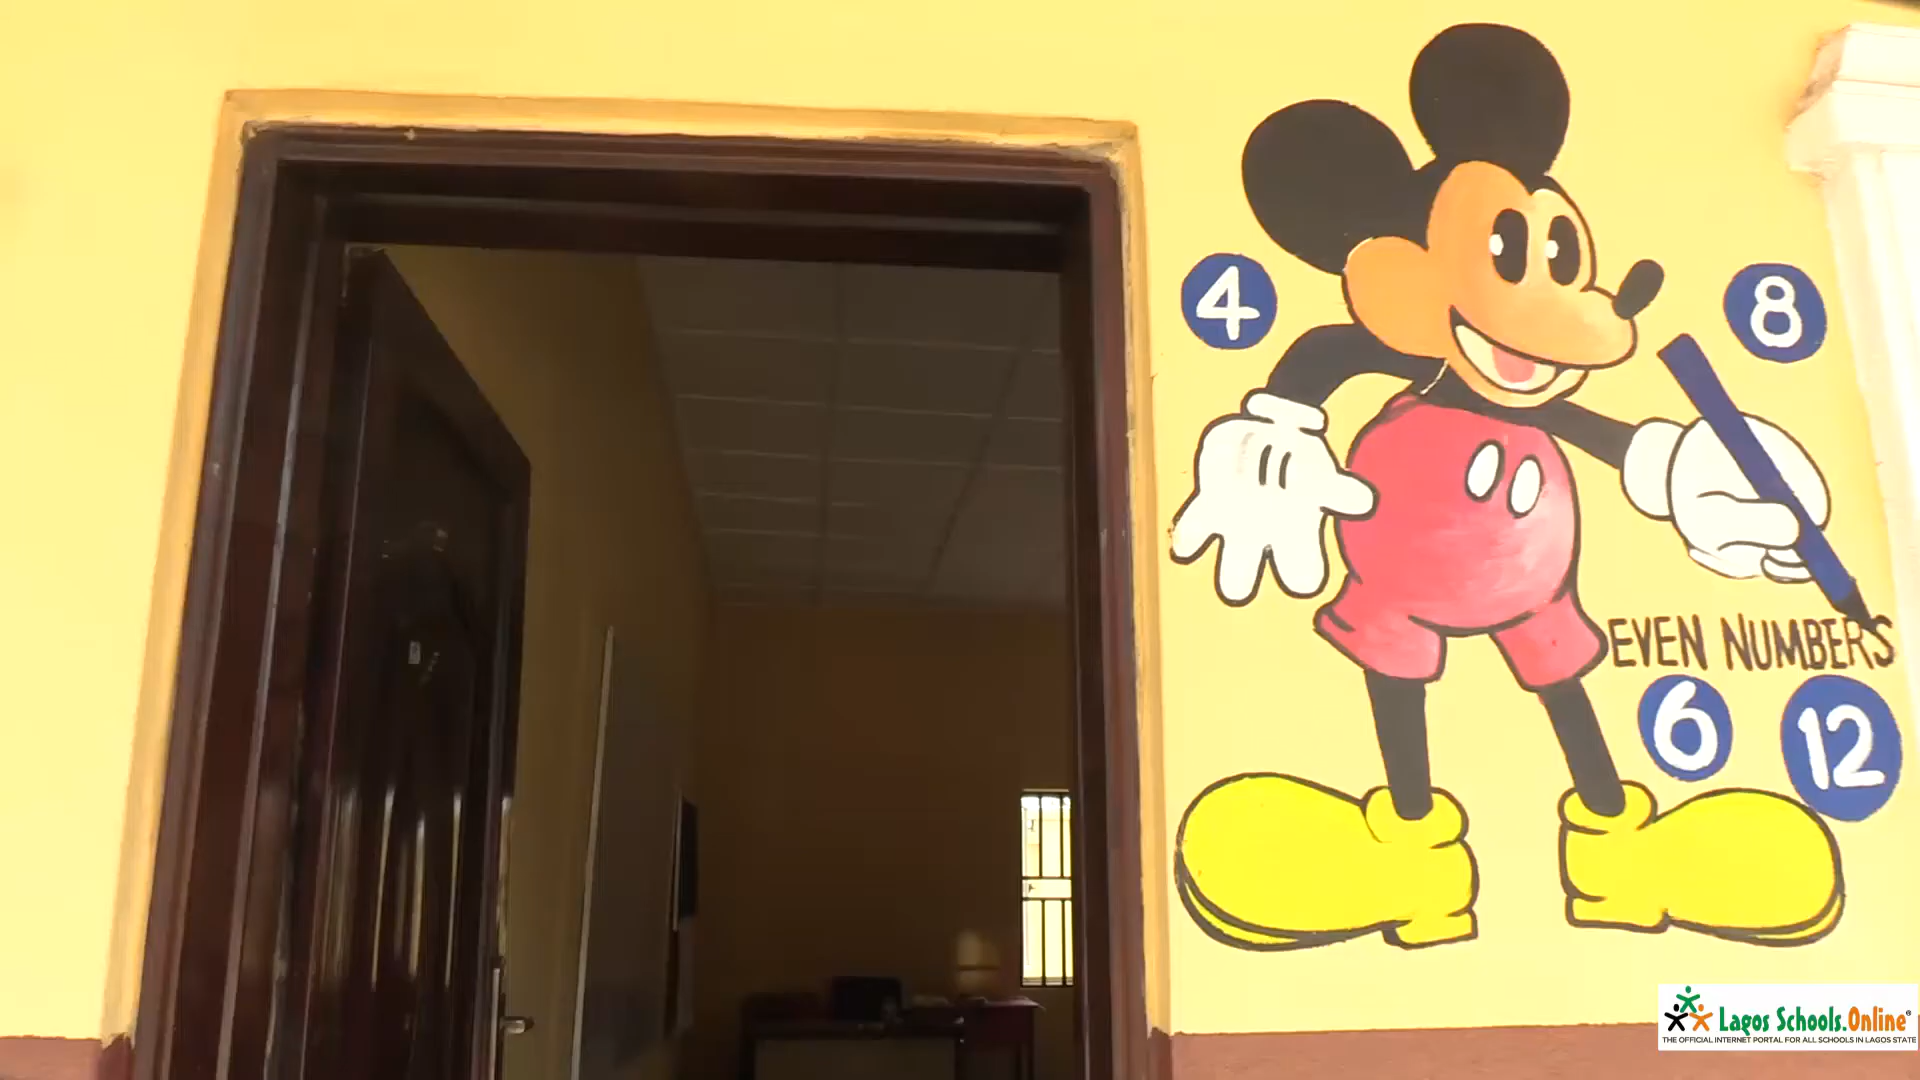 4
8
EVEN NUMBERS
6
12
Lagos Schools.Online®
THE OFFICIAL INTERNET PORTAL FOR ALL SCHOOLS IN LAGOS STATE